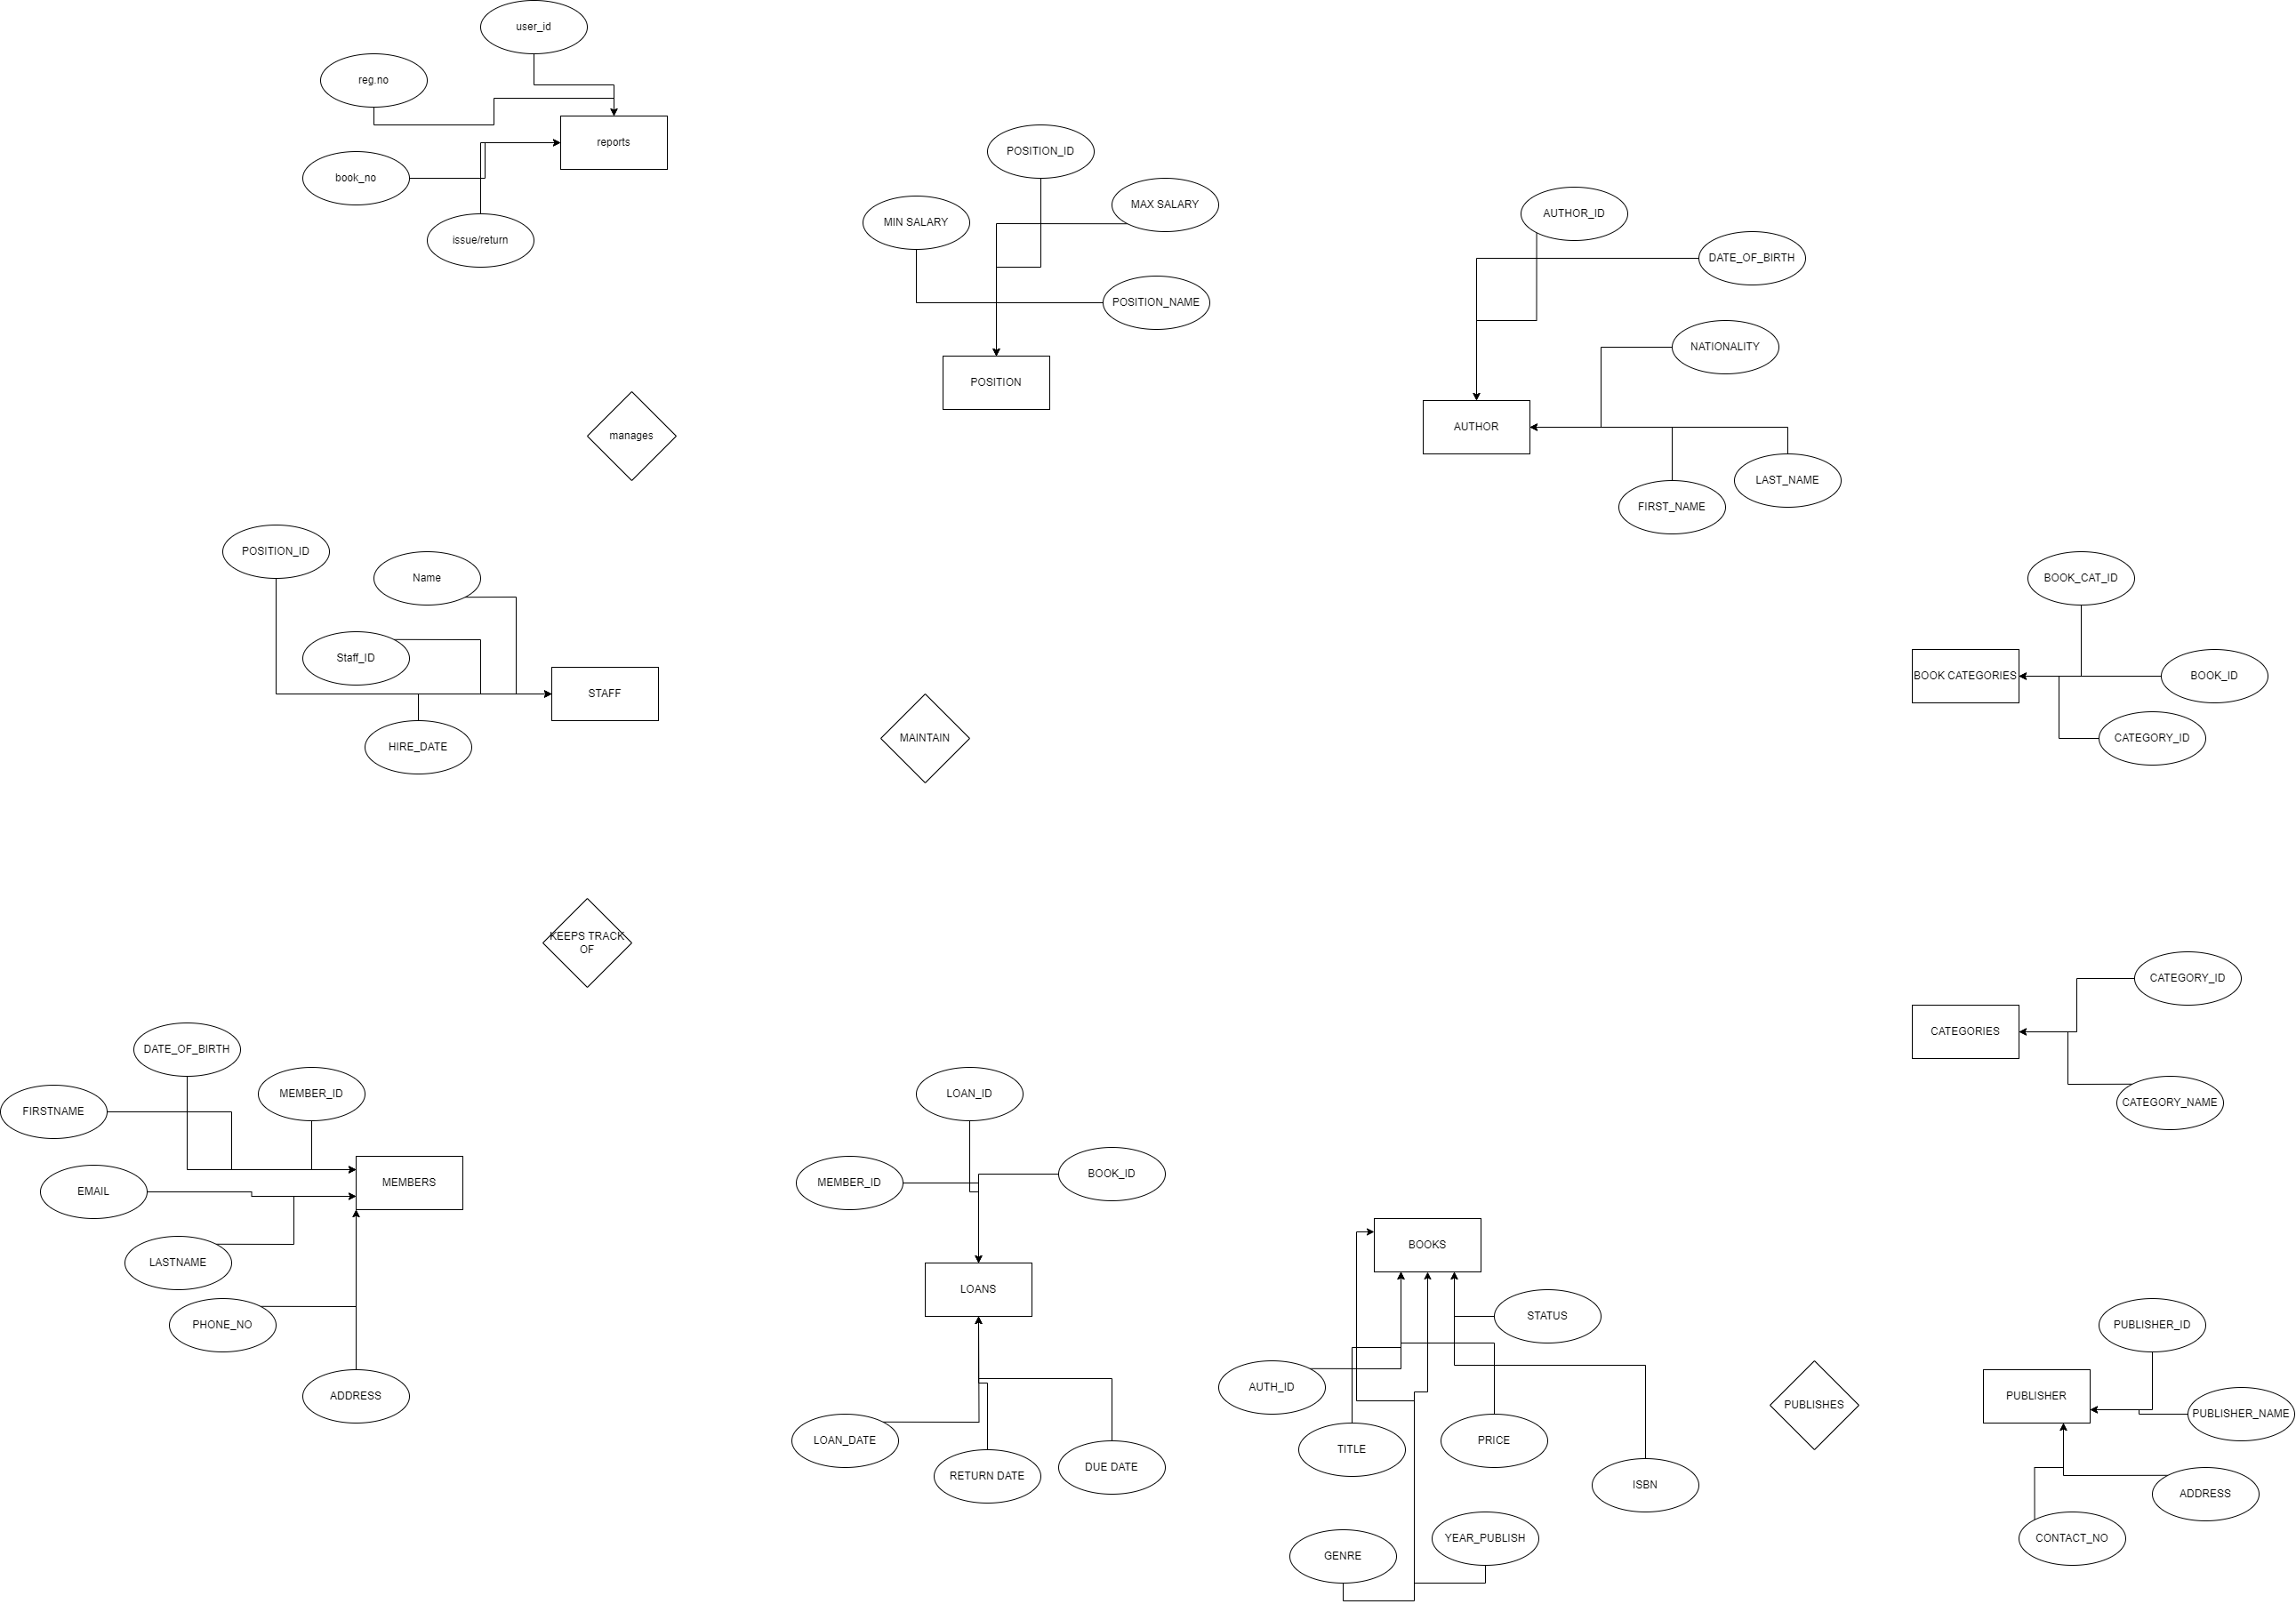 user_id
reg.no
reports
book_no
issue/return
POSITION_ID
MAX SALARY
MIN SALARY
POSITION_NAME
POSITION
AUTHOR_ID
DATE_OF_BIRTH
NATIONALITY
AUTHOR
LAST_NAME
FIRST_NAME
manages
POSITION_ID
Name
Staff_ID
STAFF
HIRE_DATE
MAINTAIN
BOOK_CAT_ID
BOOK CATEGORIES
BOOK_ID
CATEGORY_ID
KEEPS TRACK
OF
CATEGORY_ID
CATEGORIES
CATEGORY_NAME
DATE_OF_BIRTH
MEMBER_ID
FIRSTNAME
MEMBERS
EMAIL
LASTNAME
PHONE_NO
ADDRESS
LOAN_ID
BOOK_ID
MEMBER_ID
LOANS
LOAN_DATE
RETURN DATE
DUE DATE
BOOKS
STATUS
AUTH_ID
TITLE
PRICE
ISBN
YEAR_PUBLISH
GENRE
PUBLISHES
PUBLISHER_ID
PUBLISHER
PUBLISHER_NAME
ADDRESS
CONTACT_NO